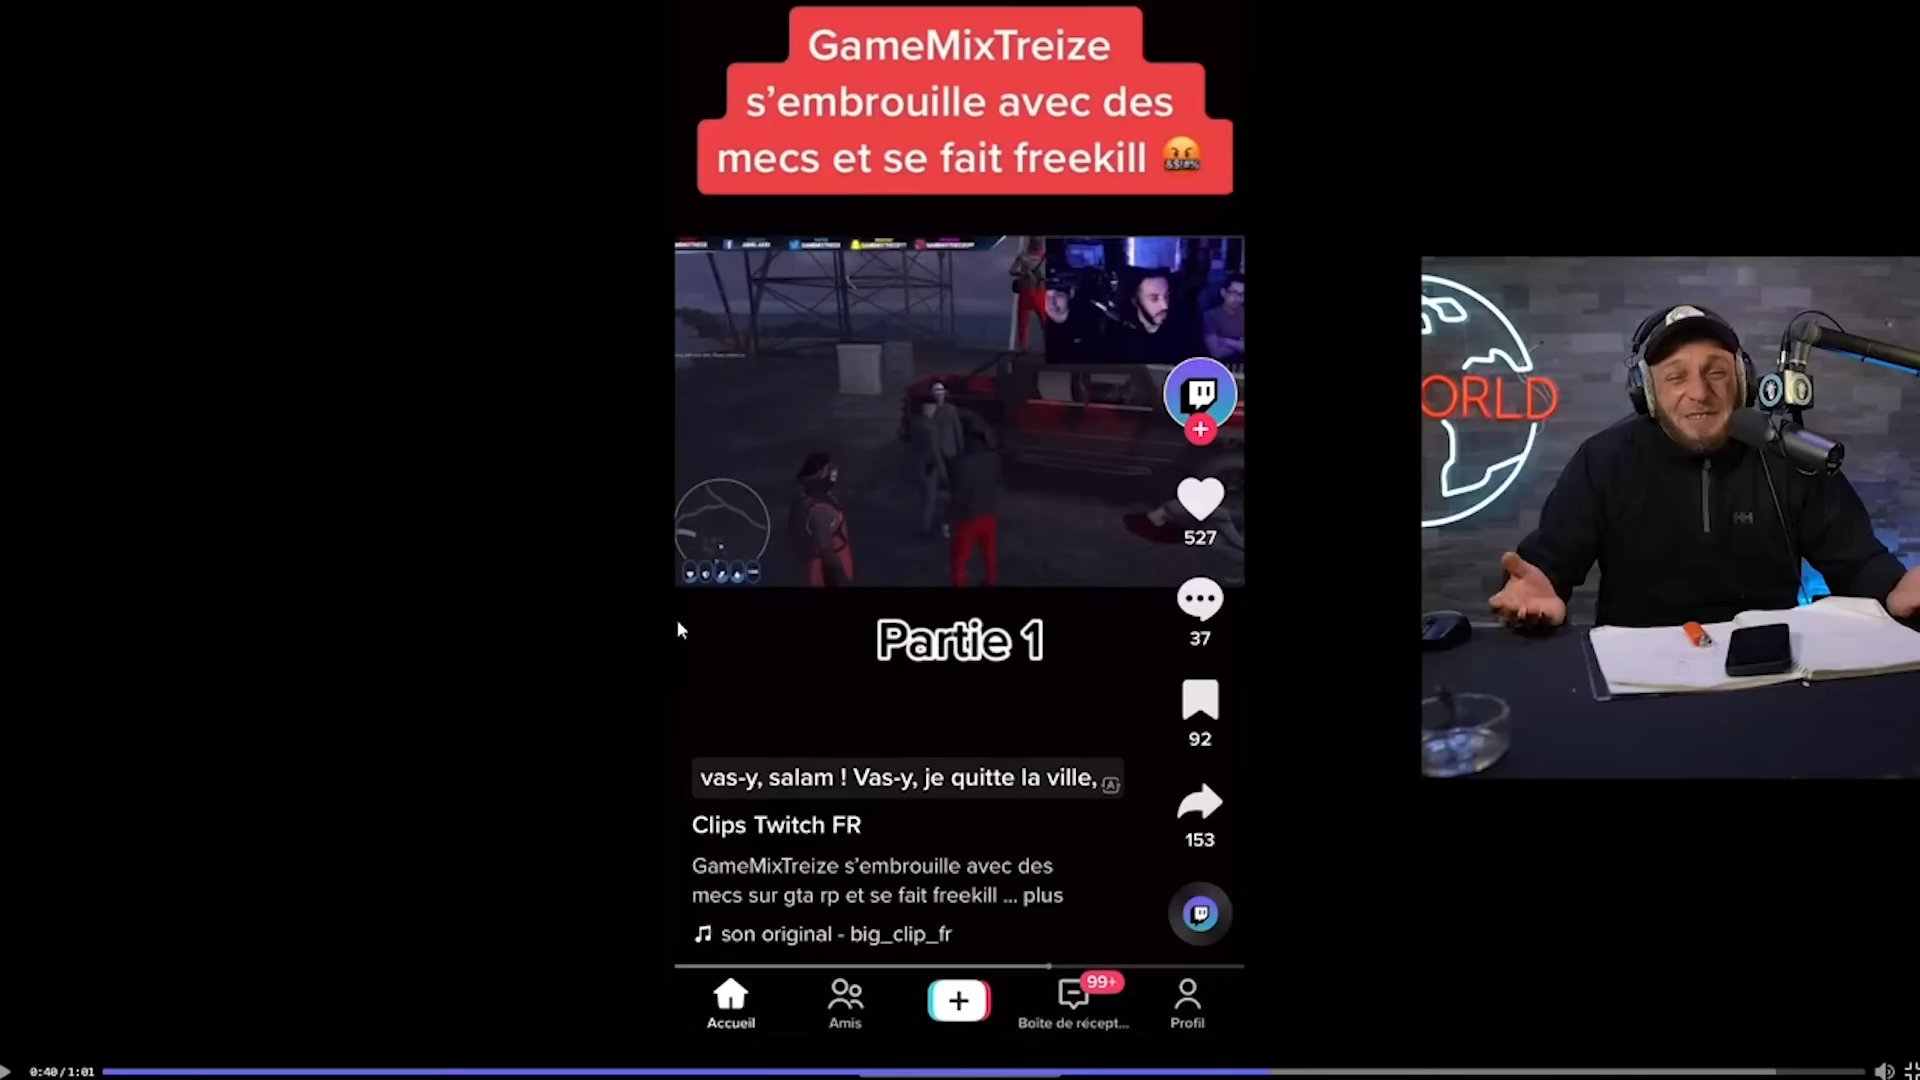 GameMixTreize
s'embrouille avec des
mecs et se fait freekill
ORLD
HH
527
37
Partie 1
92
vas-y, salam ! Vas-y, je quitte la ville,
153
Clips Twitch FR
GameMixTreize s'embrouille avec des
mecs sur gta rp et se fait freekill ... plus
son original - big_clip_fr
99+
Accueil
Amis
Boîte de récept...
Profil
0:40/1:01